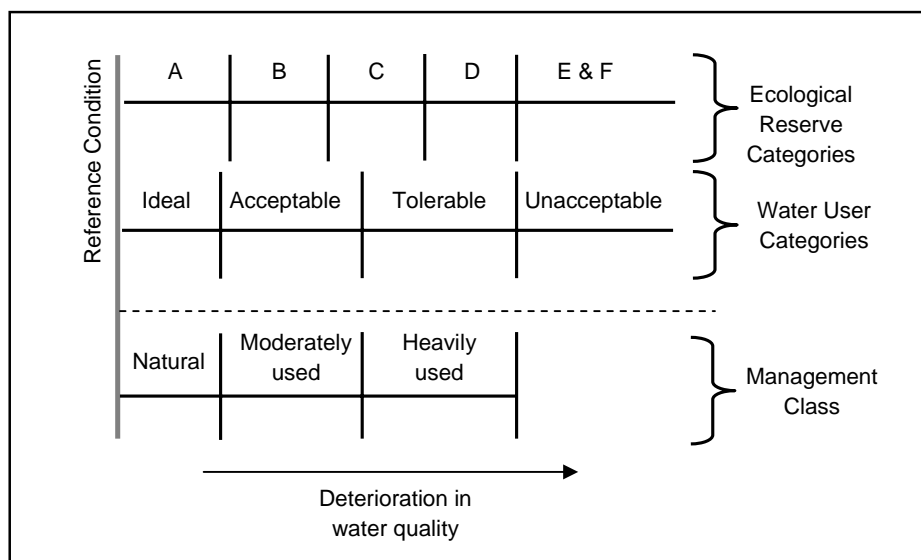 Reference Condition
A B C D E & F
Ecological
Reserve
Categories
Ideal Acceptable Tolerable Unacceptable
Water User
Categories
Natural Moderately used Heavily used
Management
Class
Deterioration in
water quality